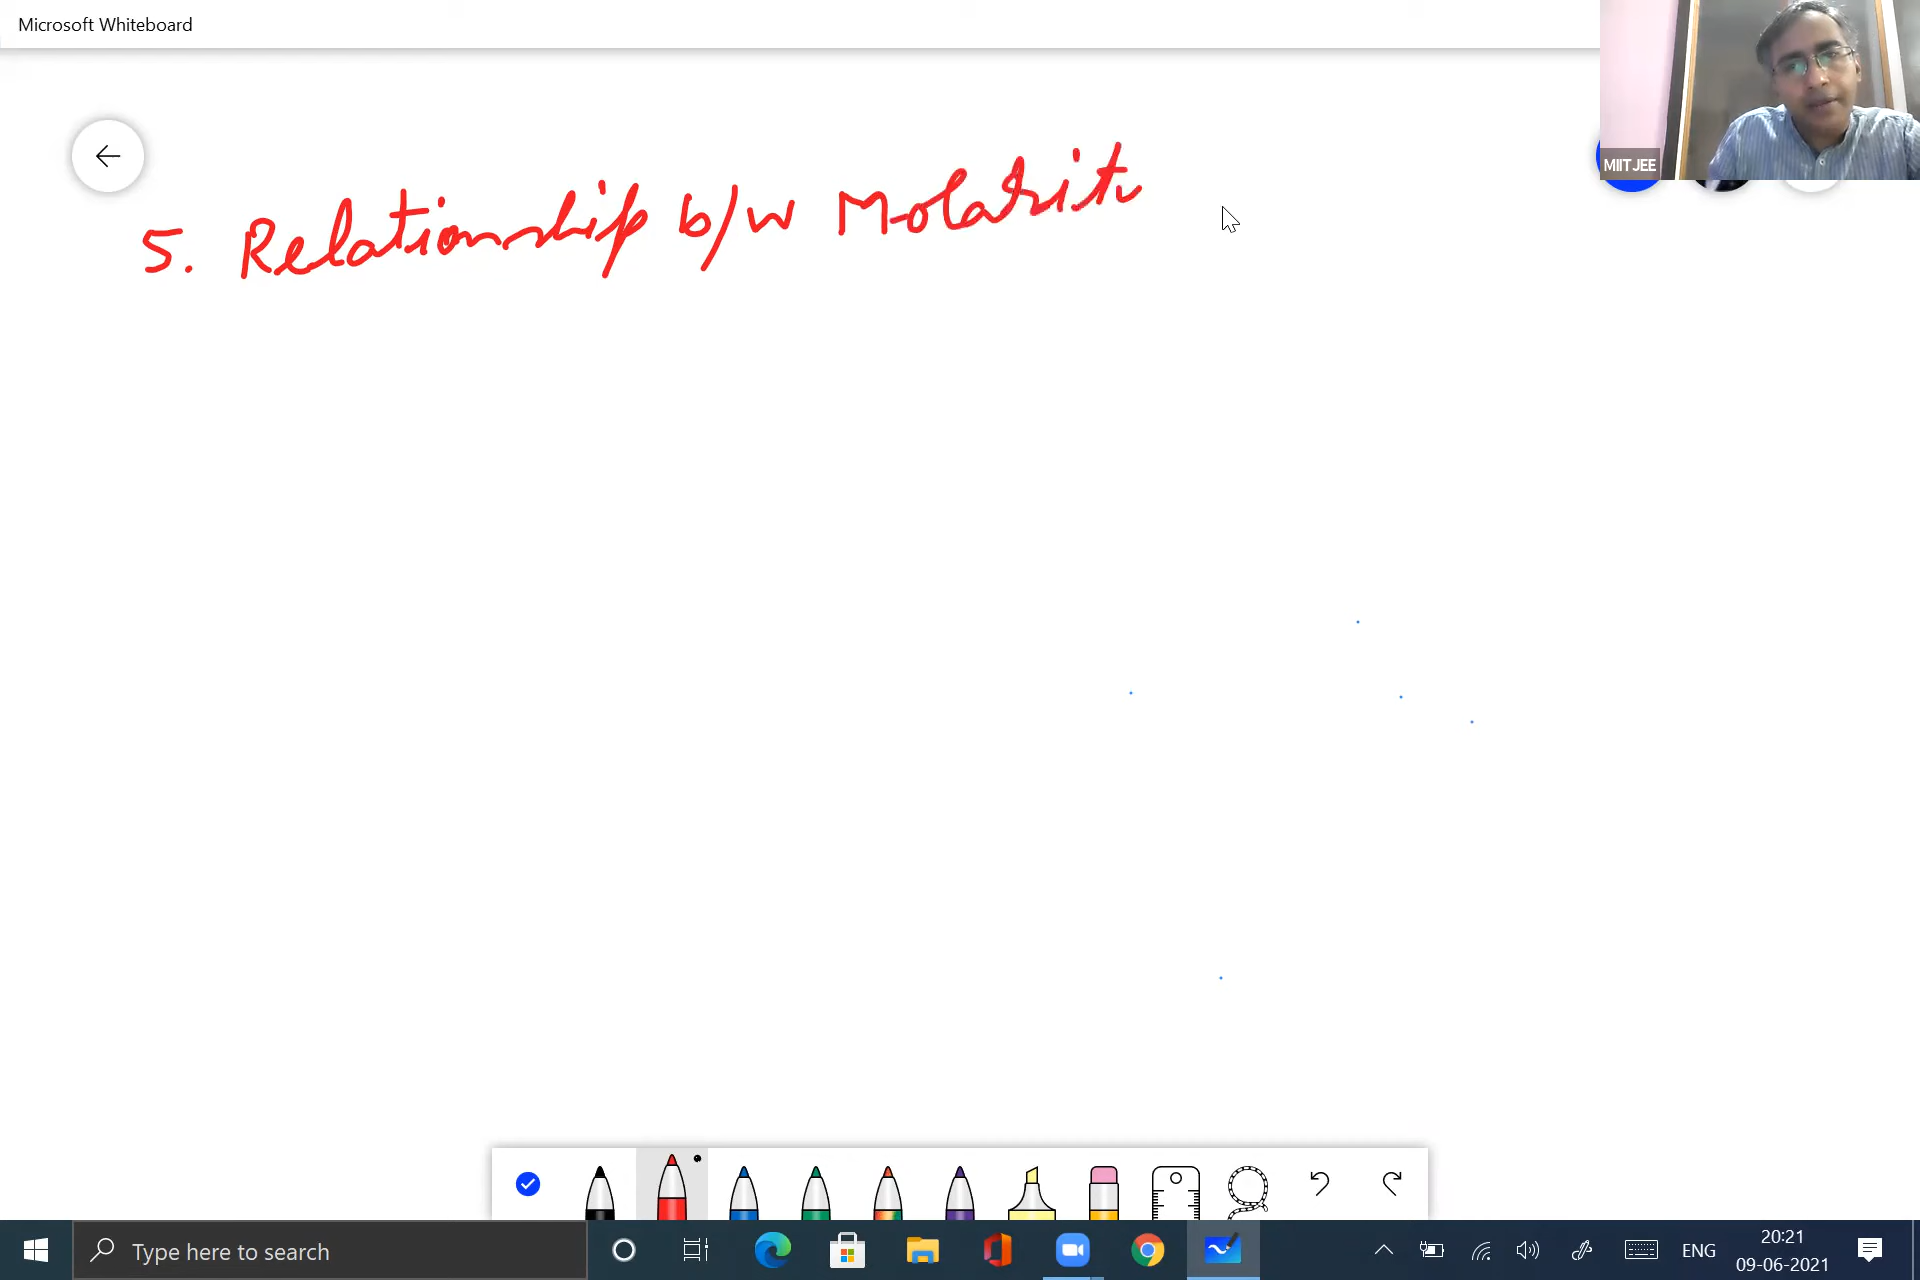 Microsoft Whiteboard
MIIT JEE
5. Relationship b/w Molarity
Type here to search
ENG
20:21
09-06-2021